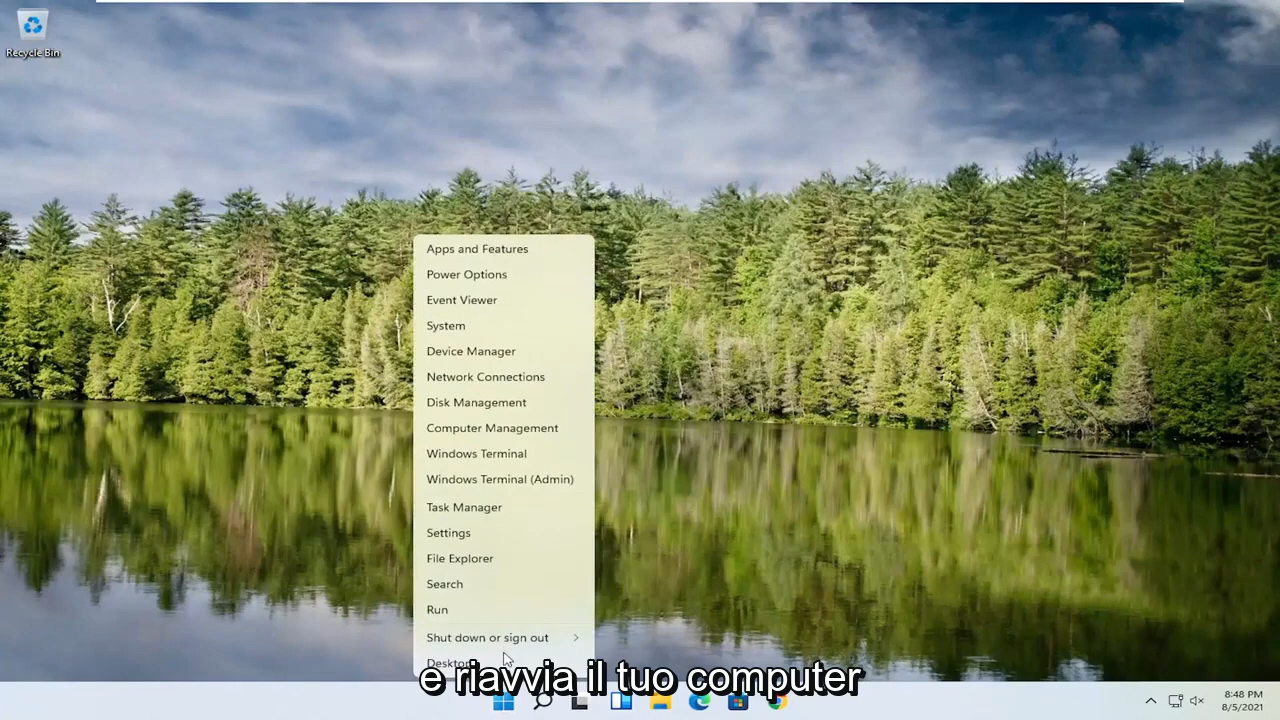 Recycle Bin
Apps and Features
Power Options
Event Viewer
System
Device Manager
Network Connections
Disk Management
Computer Management
Windows Terminal
Windows Terminal (Admin)
Task Manager
Settings
File Explorer
Search
Run
Shut down or sign out
Desktop
e riavvia il tuo computer
8:48 PM
8/5/2021